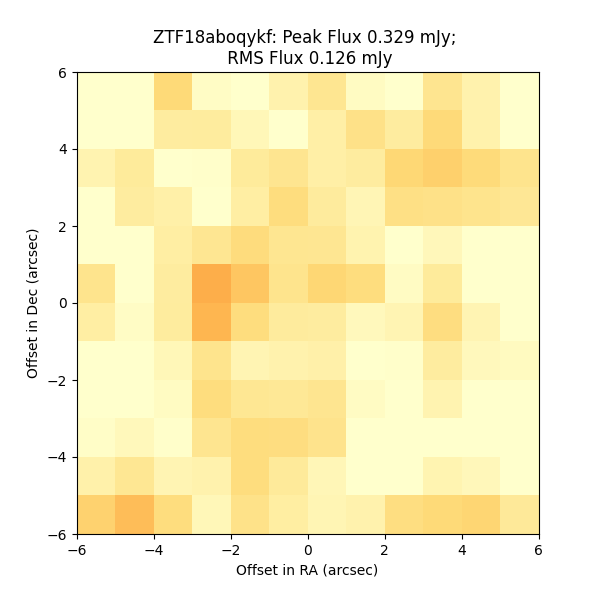 ZTF18aboqykf: Peak Flux 0.329 mJy;
RMS Flux 0.126 mJy
6
4
2
0
−2
−4
−6
Offset in Dec (arcsec)
−6 −4 −2 0 2 4 6
Offset in RA (arcsec)